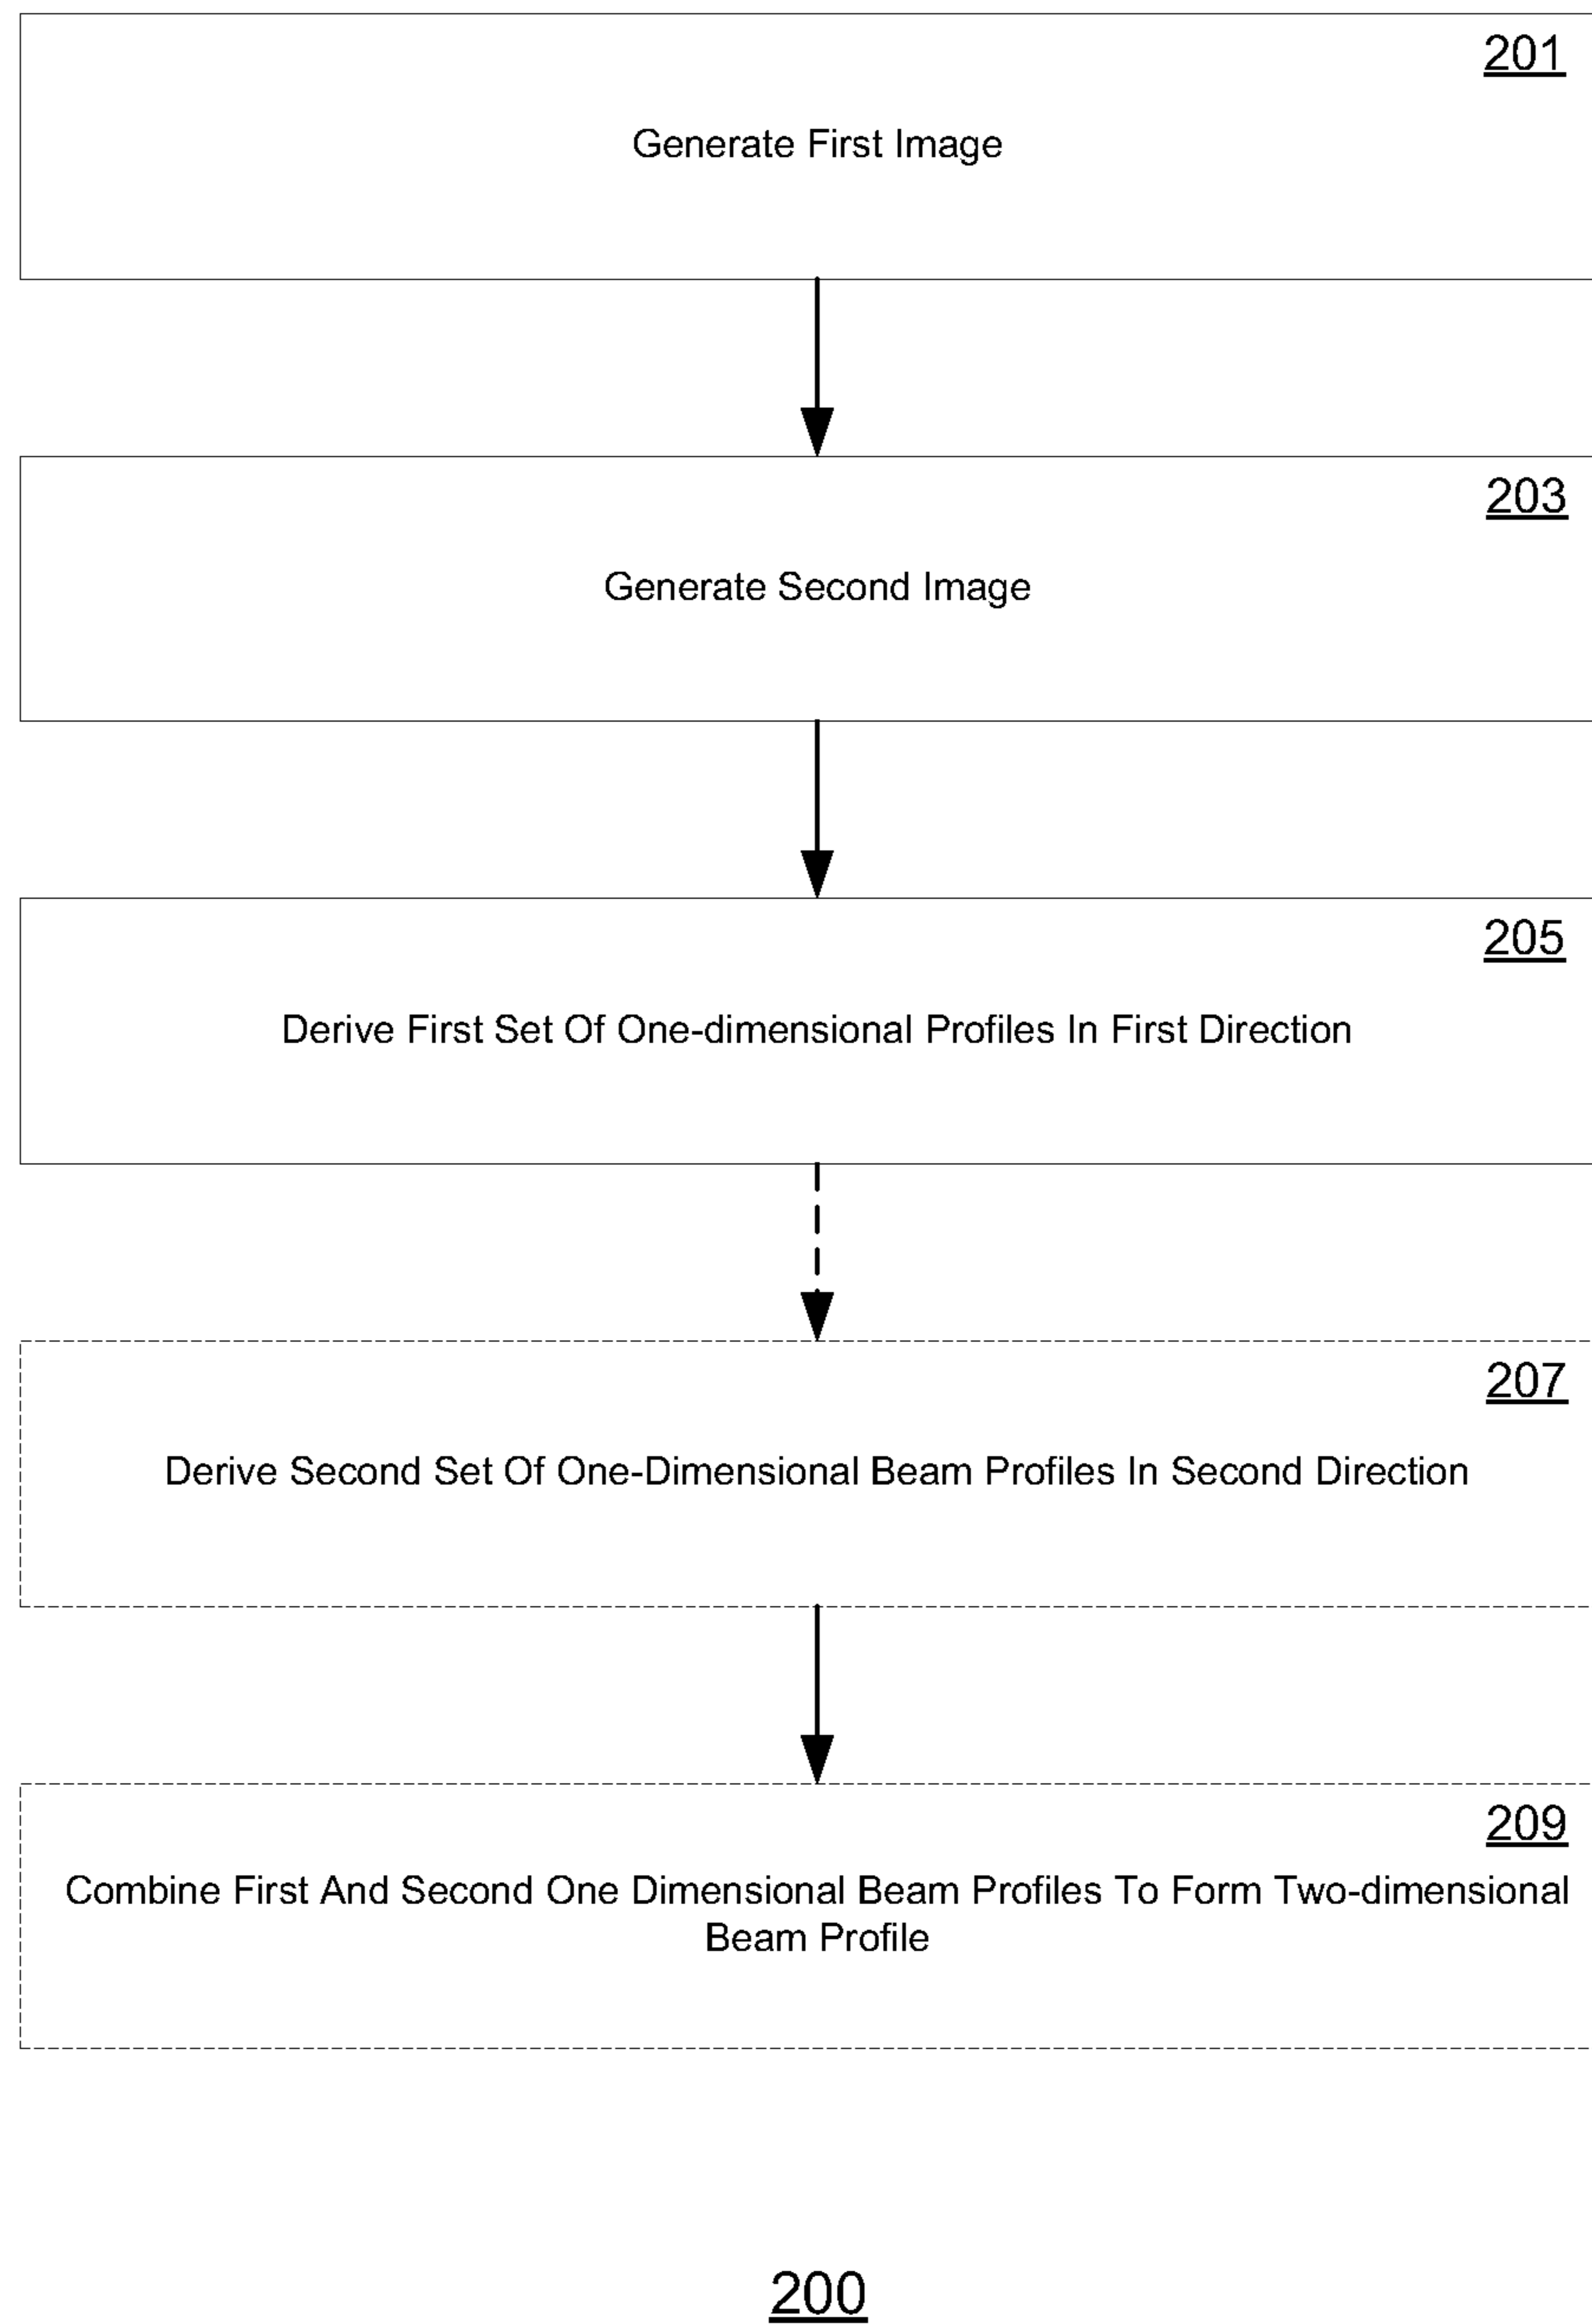 201
Generate First Image
203
Generate Second Image
205
Derive First Set Of One-dimensional Profiles In First Direction
207
Derive Second Set Of One-Dimensional Beam Profiles In Second Direction
209
Combine First And Second One Dimensional Beam Profiles To Form Two-dimensional
Beam Profile
200